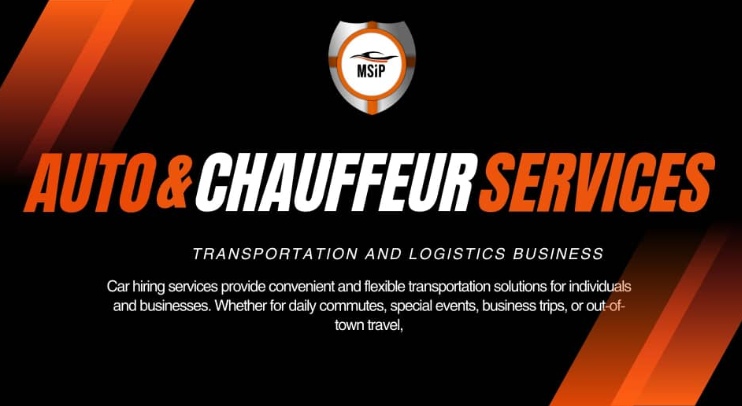 MSiP
AUTO & CHAUFFEUR SERVICES
TRANSPORTATION AND LOGISTICS BUSINESS
Car hiring services provide convenient and flexible transportation solutions for individuals
and businesses. Whether for daily commutes, special events, business trips, or out-of-
town travel,